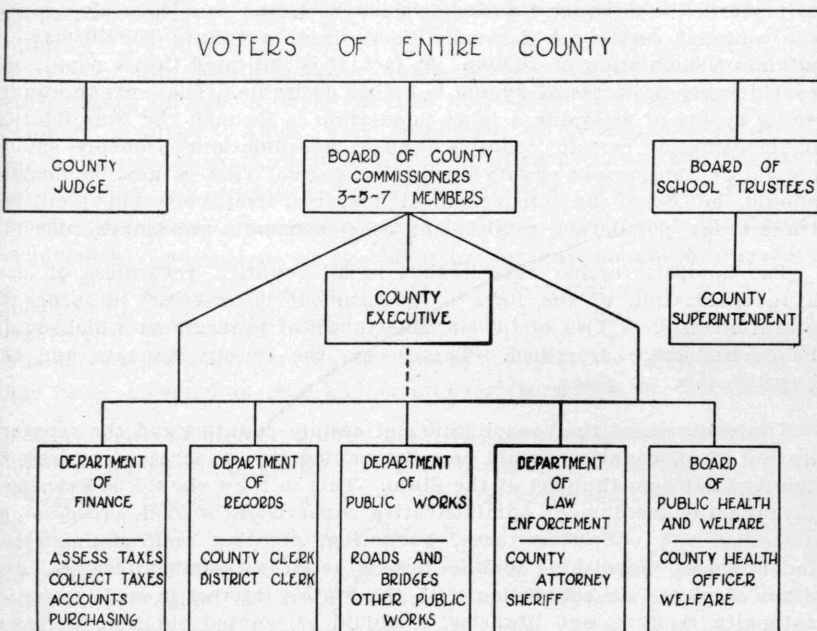 VOTERS OF ENTIRE COUNTY
COUNTY
JUDGE
BOARD OF COUNTY
COMMISSIONERS
3-5-7 MEMBERS
BOARD OF
SCHOOL TRUSTEES
COUNTY
EXECUTIVE
COUNTY
SUPERINTENDENT
DEPARTMENT
OF
FINANCE
ASSESS TAXES
COLLECT TAXES
ACCOUNTS
PURCHASING
DEPARTMENT
OF
RECORDS
COUNTY CLERK
DISTRICT CLERK
DEPARTMENT
OF
PUBLIC WORKS
ROADS AND
BRIDGES
OTHER PUBLIC
WORKS
DEPARTMENT
OF
ENFORCEMENT
COUNTY
ATTORNEY
SHERIFF
BOARD
OF
PUBLIC HEALTH
AND WELFARE
COUNTY HEALTH
OFFICER
WELFARE